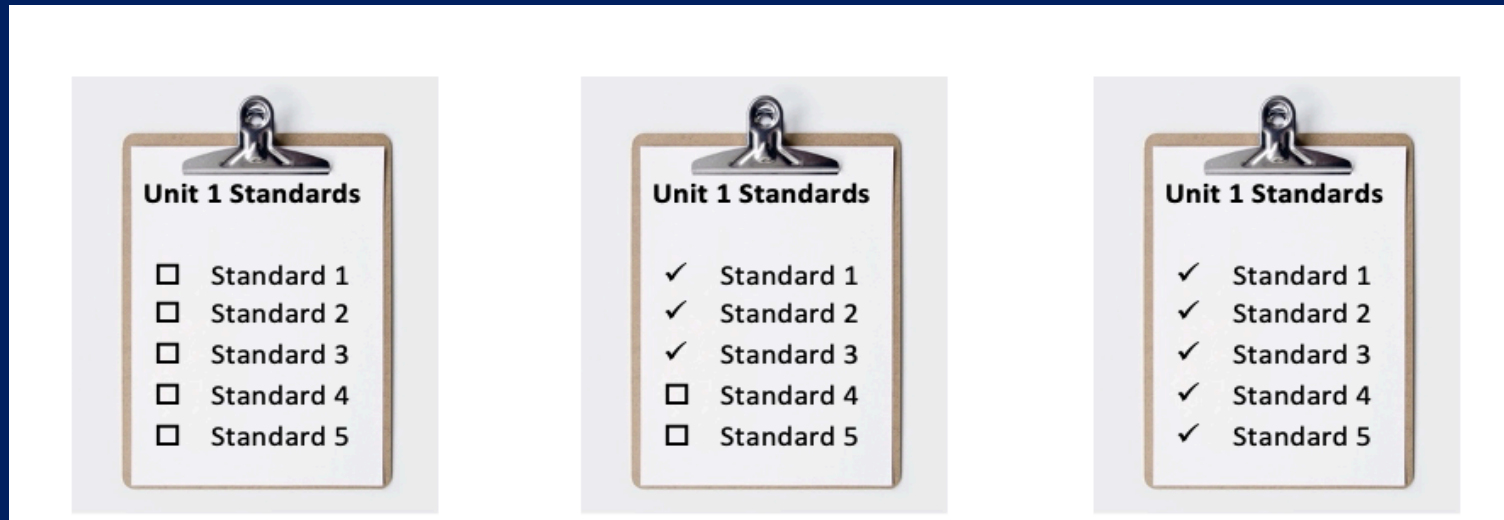 Unit 1 Standards
☐ Standard 1
☐ Standard 2
☐ Standard 3
☐ Standard 4
☐ Standard 5
Unit 1 Standards
✓ Standard 1
✓ Standard 2
✓ Standard 3
☐ Standard 4
☐ Standard 5
Unit 1 Standards
✓ Standard 1
✓ Standard 2
✓ Standard 3
✓ Standard 4
✓ Standard 5